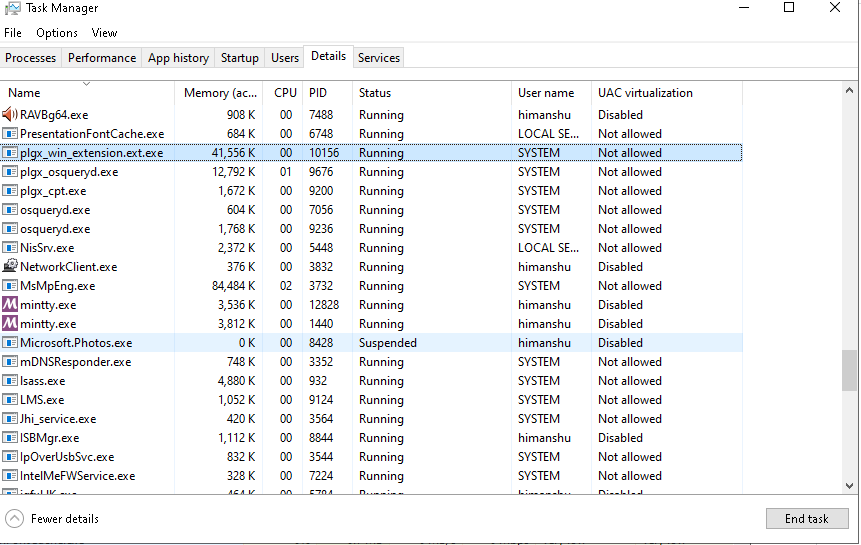 Task Manager
File Options View
Processes Performance App history Startup Users Details Services
Name Memory (ac... CPU PID Status User name UAC virtualization
RAVBg64.exe 908 K 00 7488 Running himanshu Disabled
PresentationFontCache.exe 684 K 00 6748 Running LOCAL SE... Not allowed
plgx_win_extension.ext.exe 41,556 K 00 10156 Running SYSTEM Not allowed
plgx_osqueryd.exe 12,792 K 01 9676 Running SYSTEM Not allowed
plgx_cpt.exe 1,672 K 00 9200 Running SYSTEM Not allowed
osqueryd.exe 604 K 00 7056 Running SYSTEM Not allowed
osqueryd.exe 1,768 K 00 9236 Running SYSTEM Not allowed
NisSrv.exe 2,372 K 00 5448 Running LOCAL SE... Not allowed
NetworkClient.exe 376 K 00 3832 Running himanshu Disabled
MsMpEng.exe 84,484 K 02 3732 Running SYSTEM Not allowed
mintty.exe 3,536 K 00 12828 Running himanshu Disabled
mintty.exe 3,812 K 00 1440 Running himanshu Disabled
Microsoft.Photos.exe 0 K 00 8428 Suspended himanshu Disabled
mDNSResponder.exe 748 K 00 3352 Running SYSTEM Not allowed
lsass.exe 4,880 K 00 932 Running SYSTEM Not allowed
LMS.exe 1,052 K 00 9124 Running SYSTEM Not allowed
Jhi_service.exe 420 K 00 3564 Running SYSTEM Not allowed
ISBMgr.exe 1,112 K 00 8844 Running himanshu Disabled
IpOverUsbSvc.exe 832 K 00 3544 Running SYSTEM Not allowed
IntelMeFWService.exe 328 K 00 7224 Running SYSTEM Not allowed
igfxHK.exe 464 K 00 5784 Running himanshu Disabled
Fewer details End task